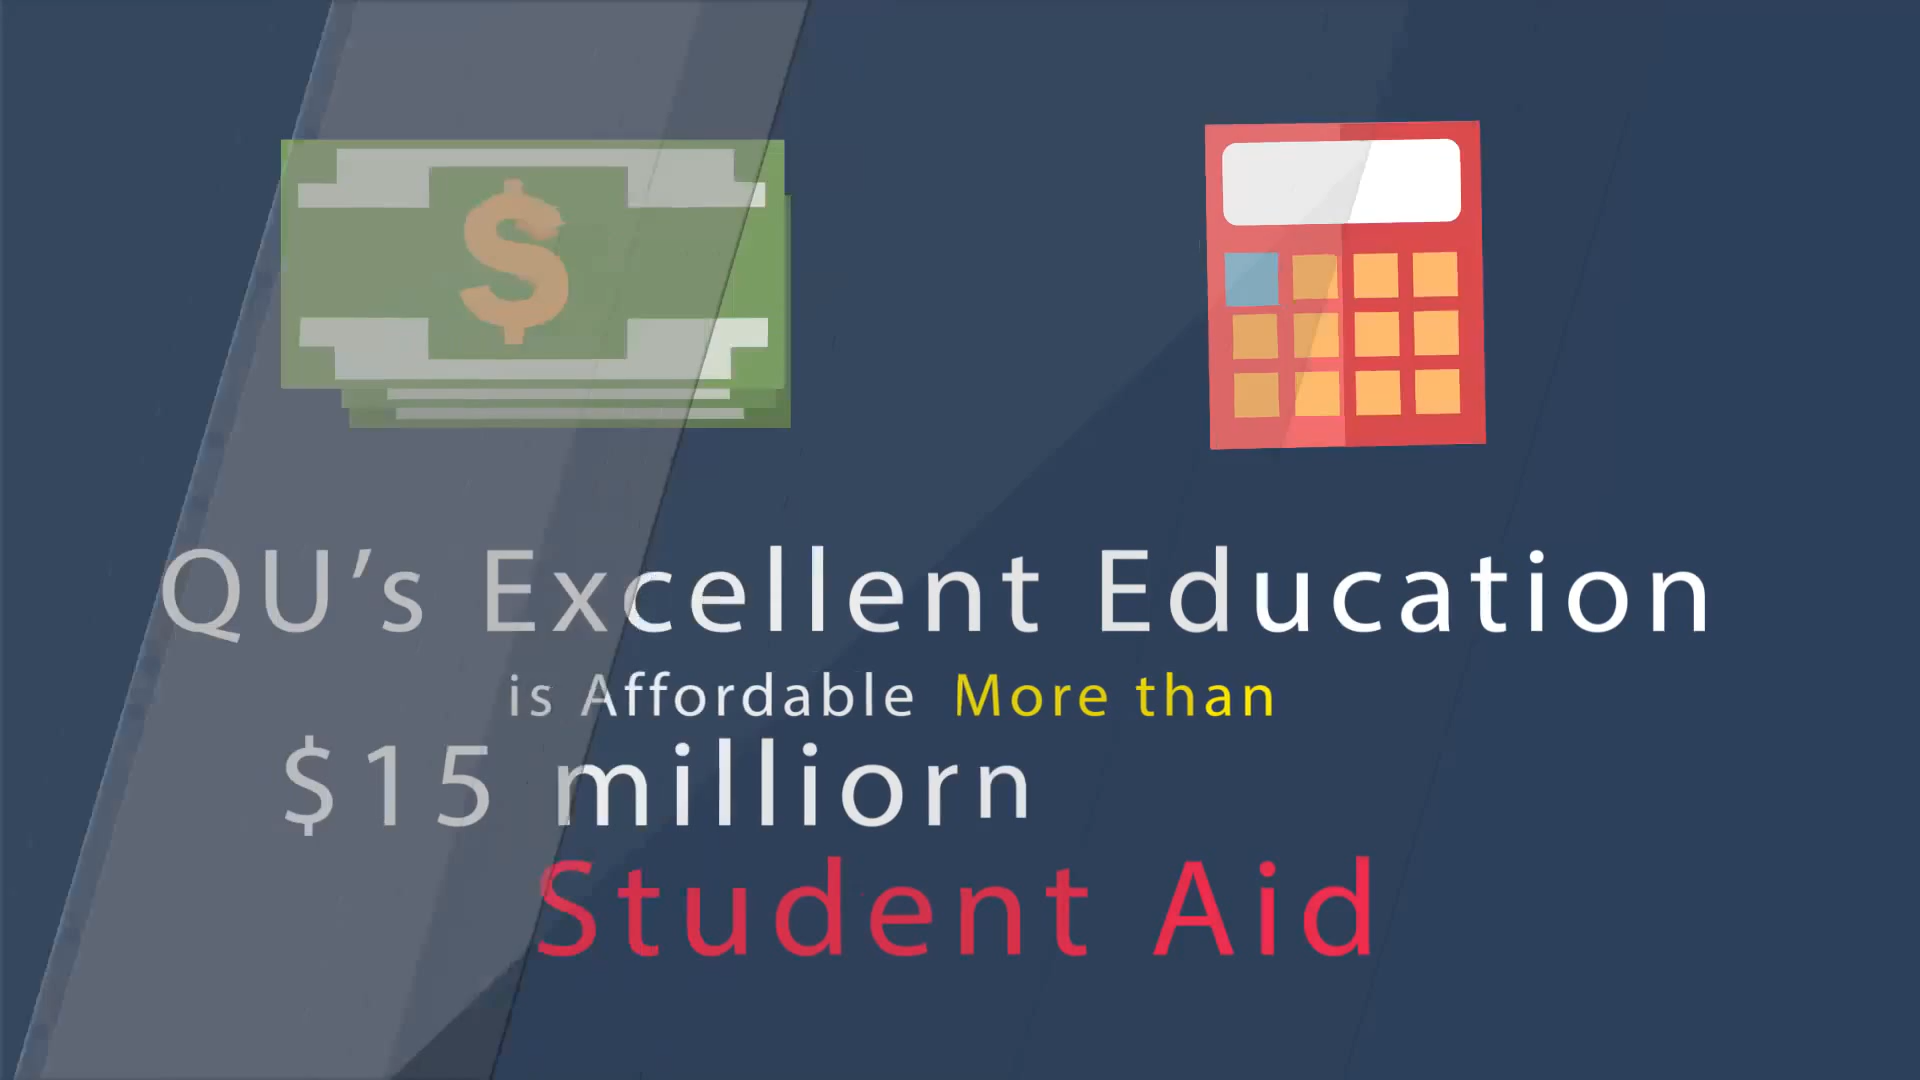 $
QU’s Excellent Education
is Affordable More than
$15 milliorn
Student Aid